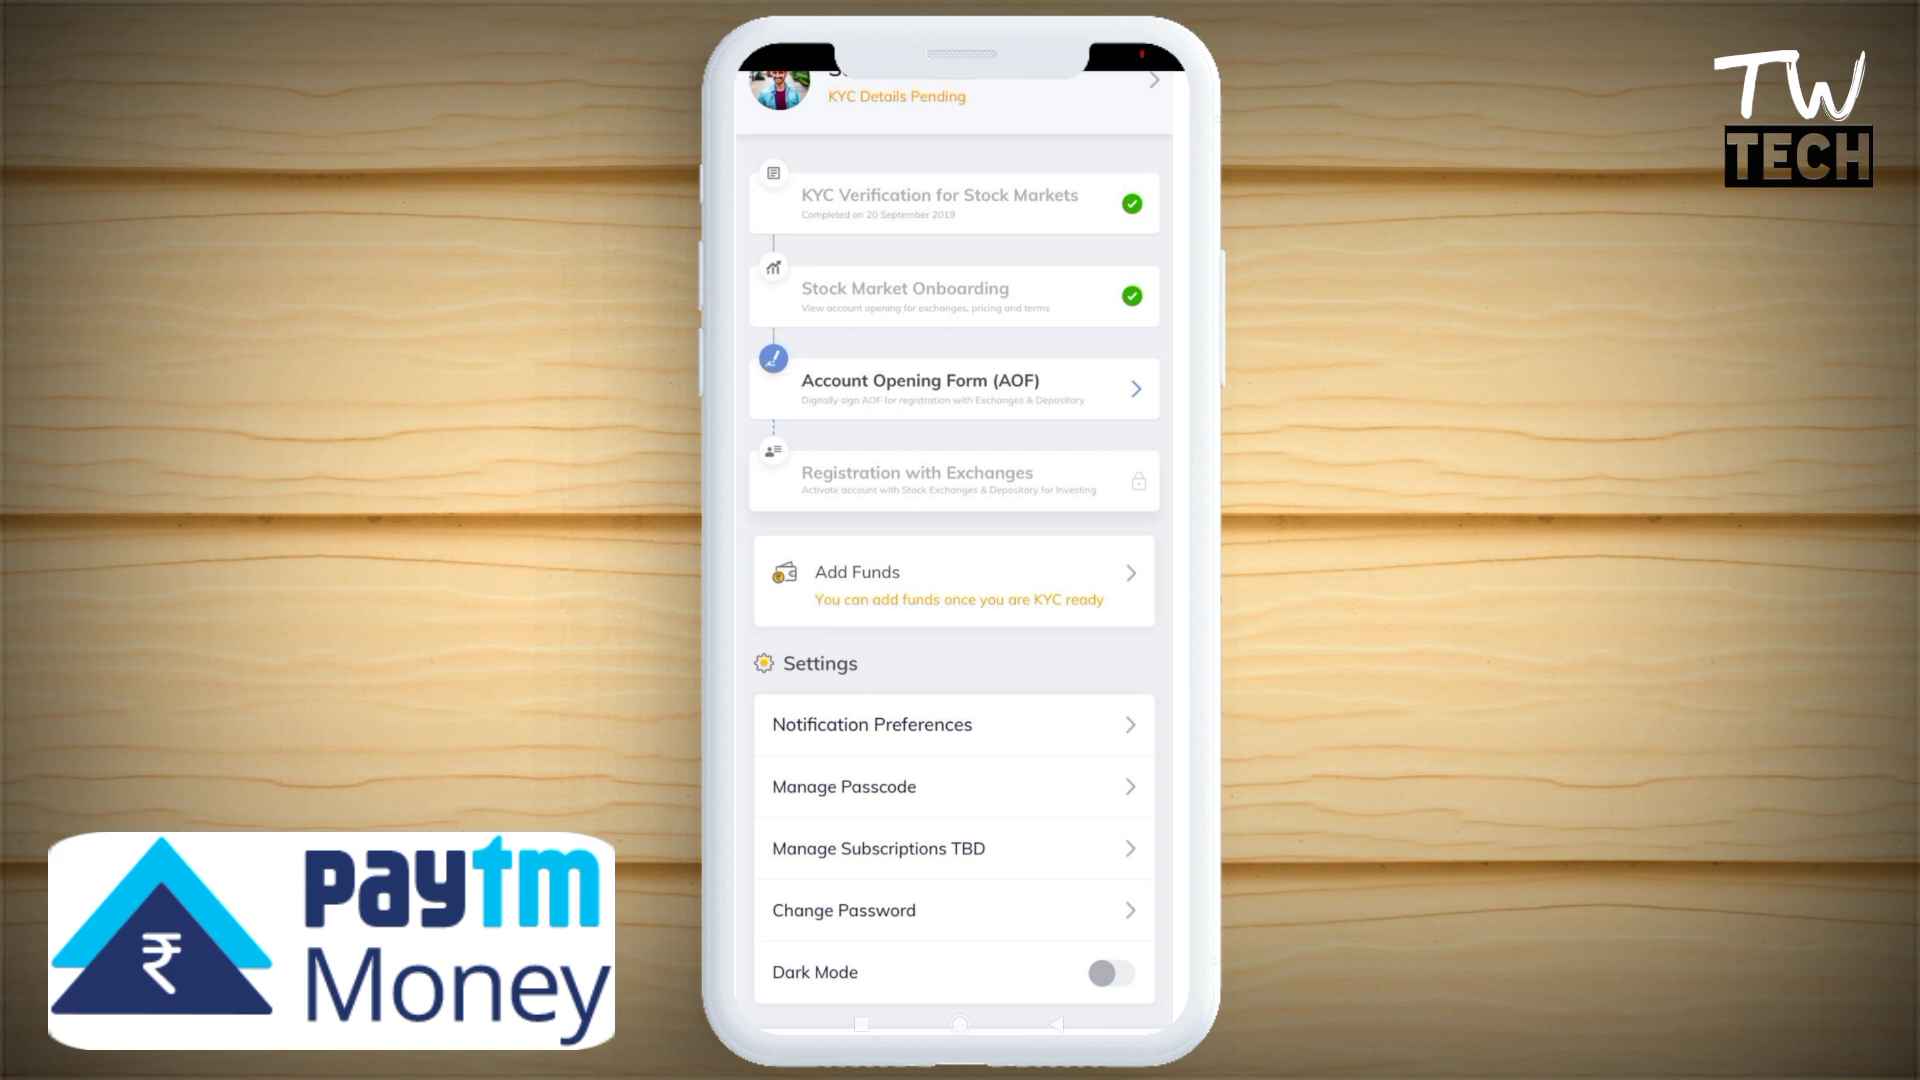 KYC Details Pending
KYC Verification for Stock Markets
Completed on 20 September 2019
Stock Market Onboarding
View account opening for exchanges, pricing and terms
Account Opening Form (AOF)
Digitally sign AOF for registration with Exchanges & Depository
Registration with Exchanges
Activate account with Stock Exchanges & Depository for Investing
Add Funds
You can add funds once you are KYC ready
Settings
Notification Preferences
Manage Passcode
Manage Subscriptions TBD
Change Password
Dark Mode
TW
TECH
₹
paytm
Money